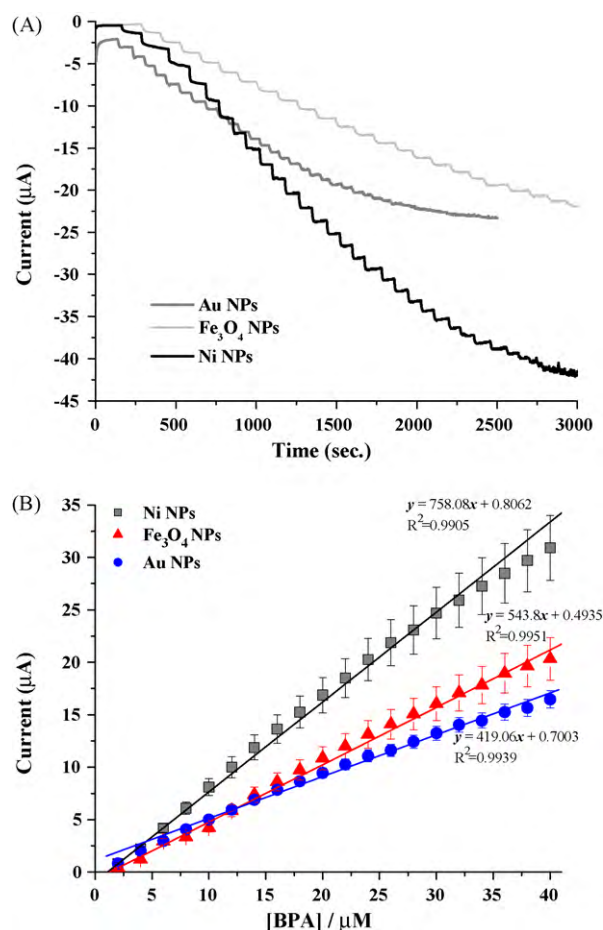 (A)
0
-5
-10
-15
-20
-25
-30
-35
-40
-45
Current (μA)
Au NPs
Fe₃O₄ NPs
Ni NPs
0 500 1000 1500 2000 2500 3000
Time (sec.)
(B)
35
30
25
20
15
10
5
0
Current (μA)
Ni NPs
Fe₃O₄ NPs
Au NPs
y = 758.08x + 0.8062
R²=0.9905
y = 543.8x + 0.4935
R²=0.9951
y = 419.06x + 0.7003
R²=0.9939
0 5 10 15 20 25 30 35 40
[BPA] / μM